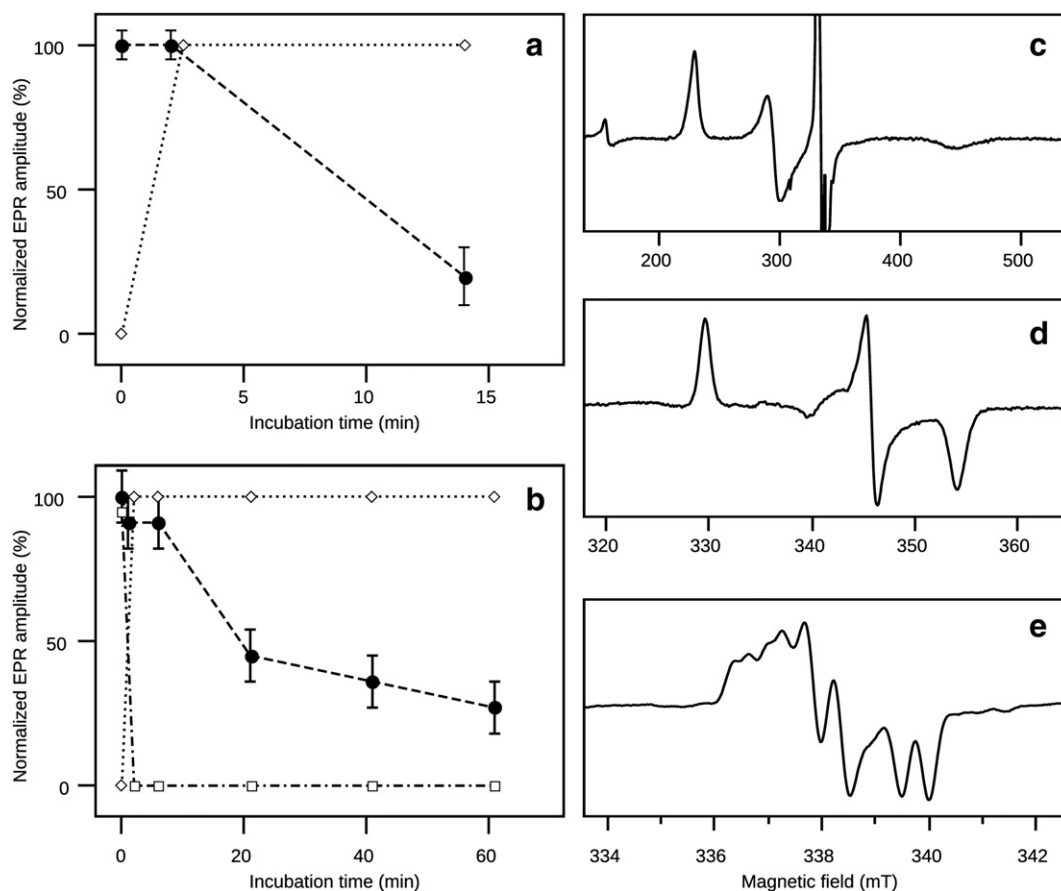 a
Normalized EPR amplitude (%)
100
50
0
0 5 10 15
Incubation time (min)
b
Normalized EPR amplitude (%)
100
50
0
0 20 40 60
Incubation time (min)
c
200 300 400 500
d
320 330 340 350 360
e
334 336 338 340 342
Magnetic field (mT)